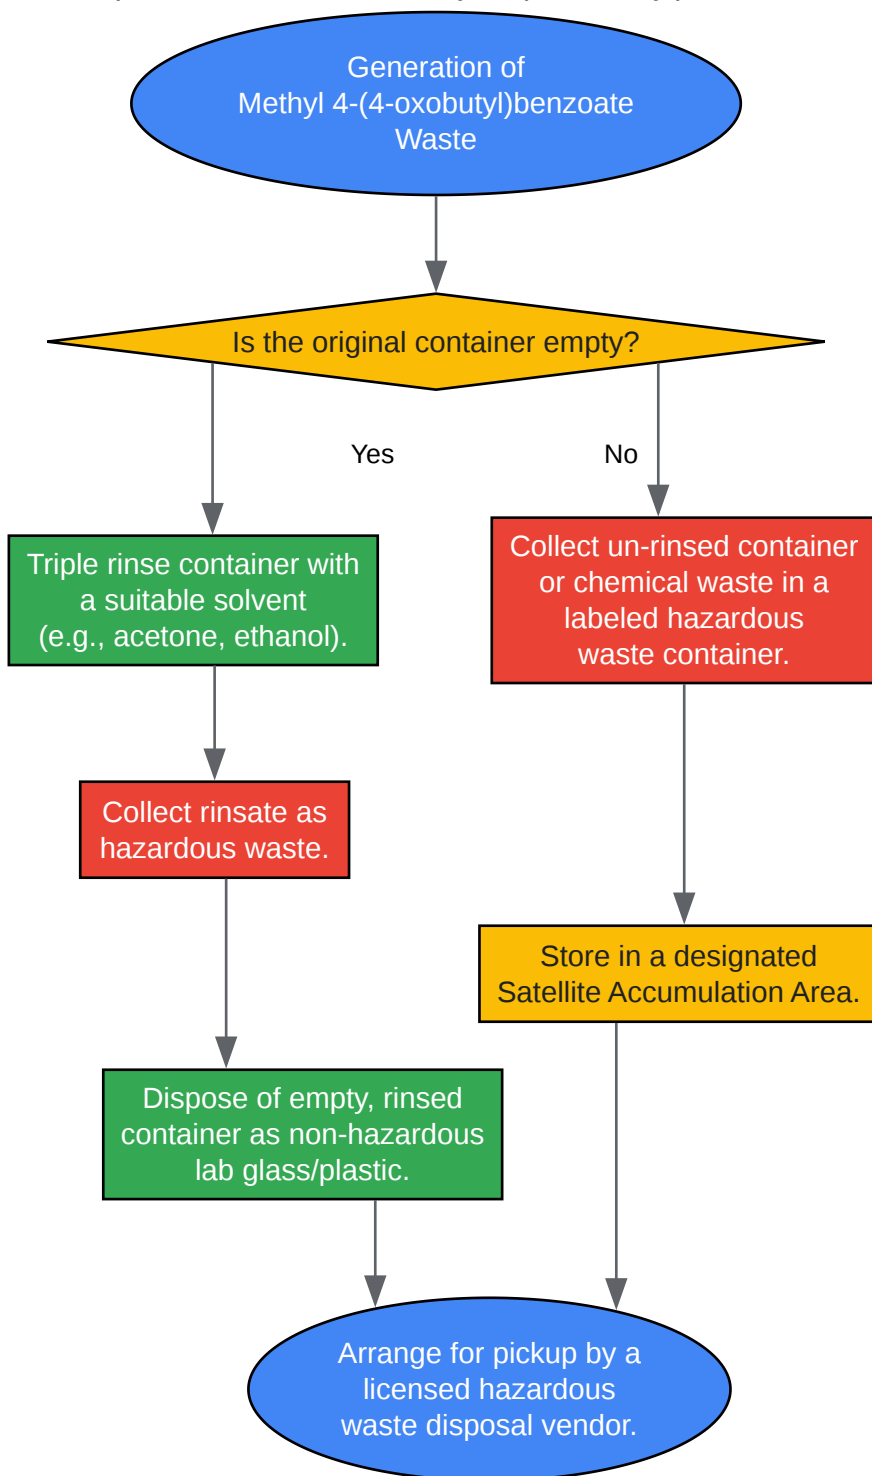 Generation of
Methyl 4-(4-oxobutyl)benzoate
Waste
Is the original container empty?
Yes
No
Triple rinse container with
a suitable solvent
(e.g., acetone, ethanol).
Collect un-rinsed container
or chemical waste in a
labeled hazardous
waste container.
Collect rinsate as
hazardous waste.
Store in a designated
Satellite Accumulation Area.
Dispose of empty, rinsed
container as non-hazardous
lab glass/plastic.
Arrange for pickup by a
licensed hazardous
waste disposal vendor.